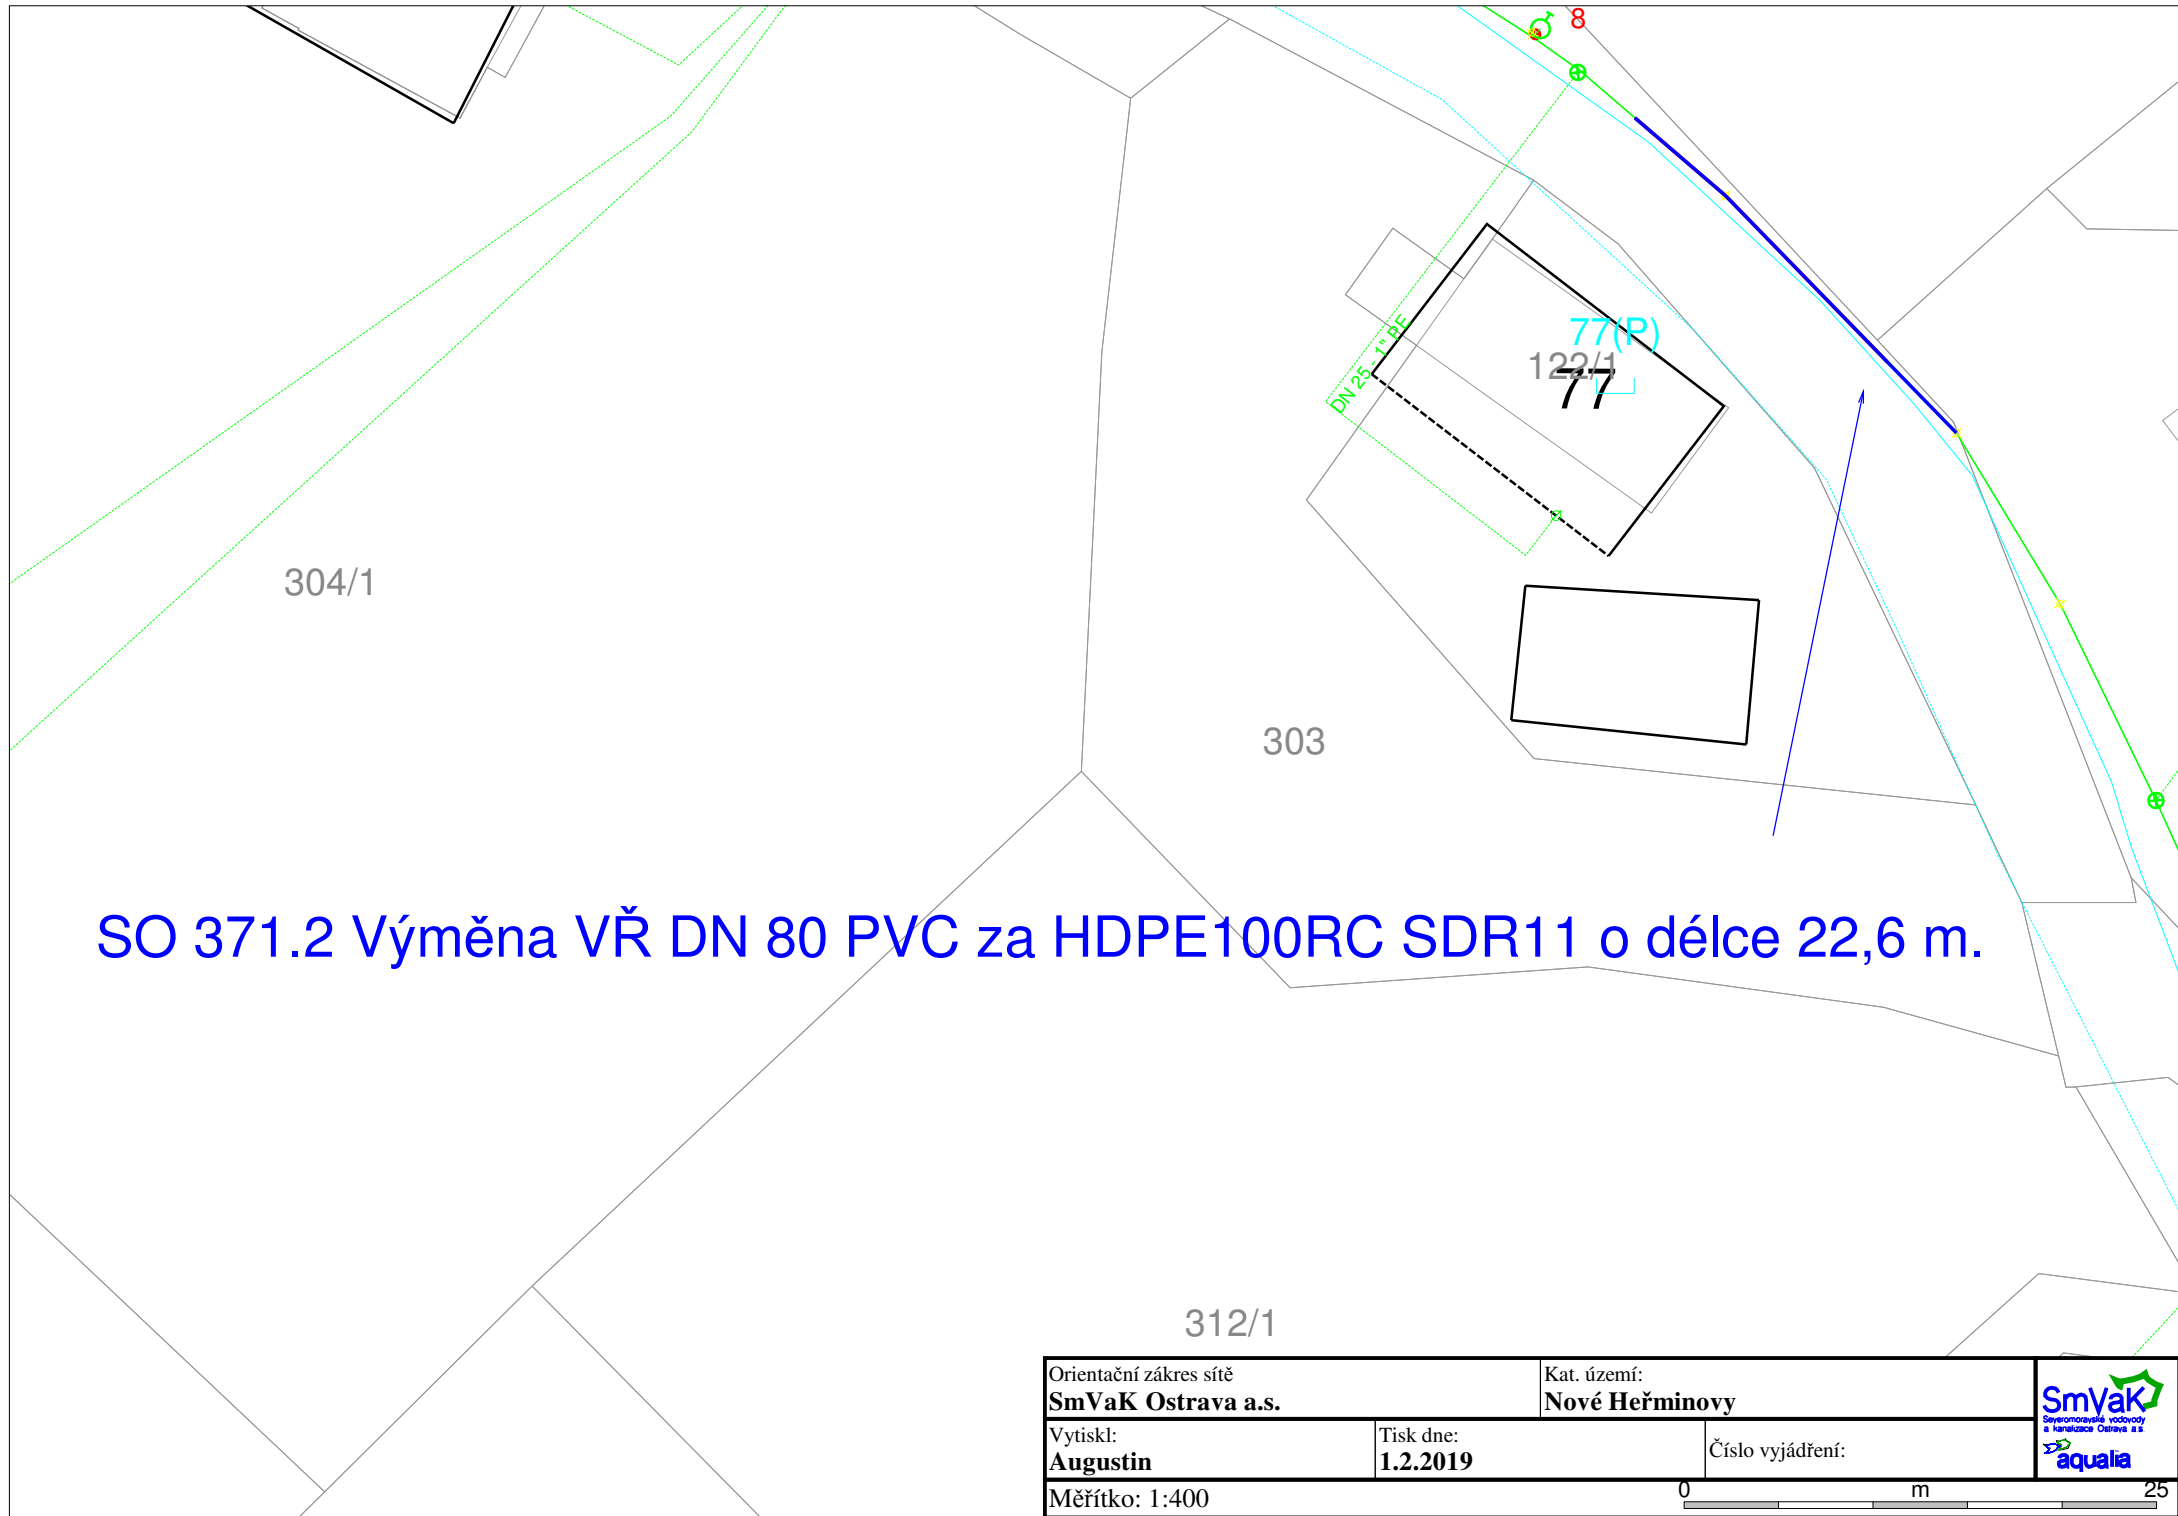 8
DN 25 - 1" PE
77(P)
122/1
77
304/1
303
SO 371.2 Výměna VŘ DN 80 PVC za HDPE100RC SDR11 o délce 22,6 m.
312/1
Orientační zákres sítě
SmVaK Ostrava a.s.
Kat. území:
Nové Heřminovy
Vytiskl:
Augustin
Tisk dne:
1.2.2019
Číslo vyjádření:
Měřítko: 1:400
0 m 25
SmVaK
Severomoravské vodovody
a kanalizace Ostrava a.s.
aqualia